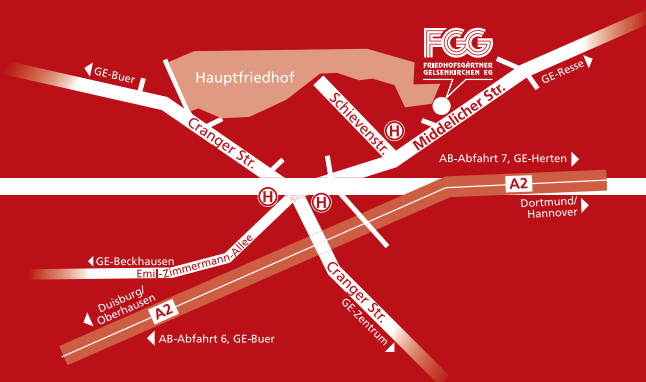 FGG
FRIEDHOFSGÄRTNER
GELSENKIRCHEN EG
GE-Buer
Hauptfriedhof
GE-Resse
Schievenstr.
Middelicher Str.
Cranger Str.
H
AB-Abfahrt 7, GE-Herten
A2
H
H
Dortmund/
Hannover
GE-Beckhausen
Emil-Zimmermann-Allee
Cranger Str.
GE-Zentrum
Duisburg/
Oberhausen
A2
AB-Abfahrt 6, GE-Buer